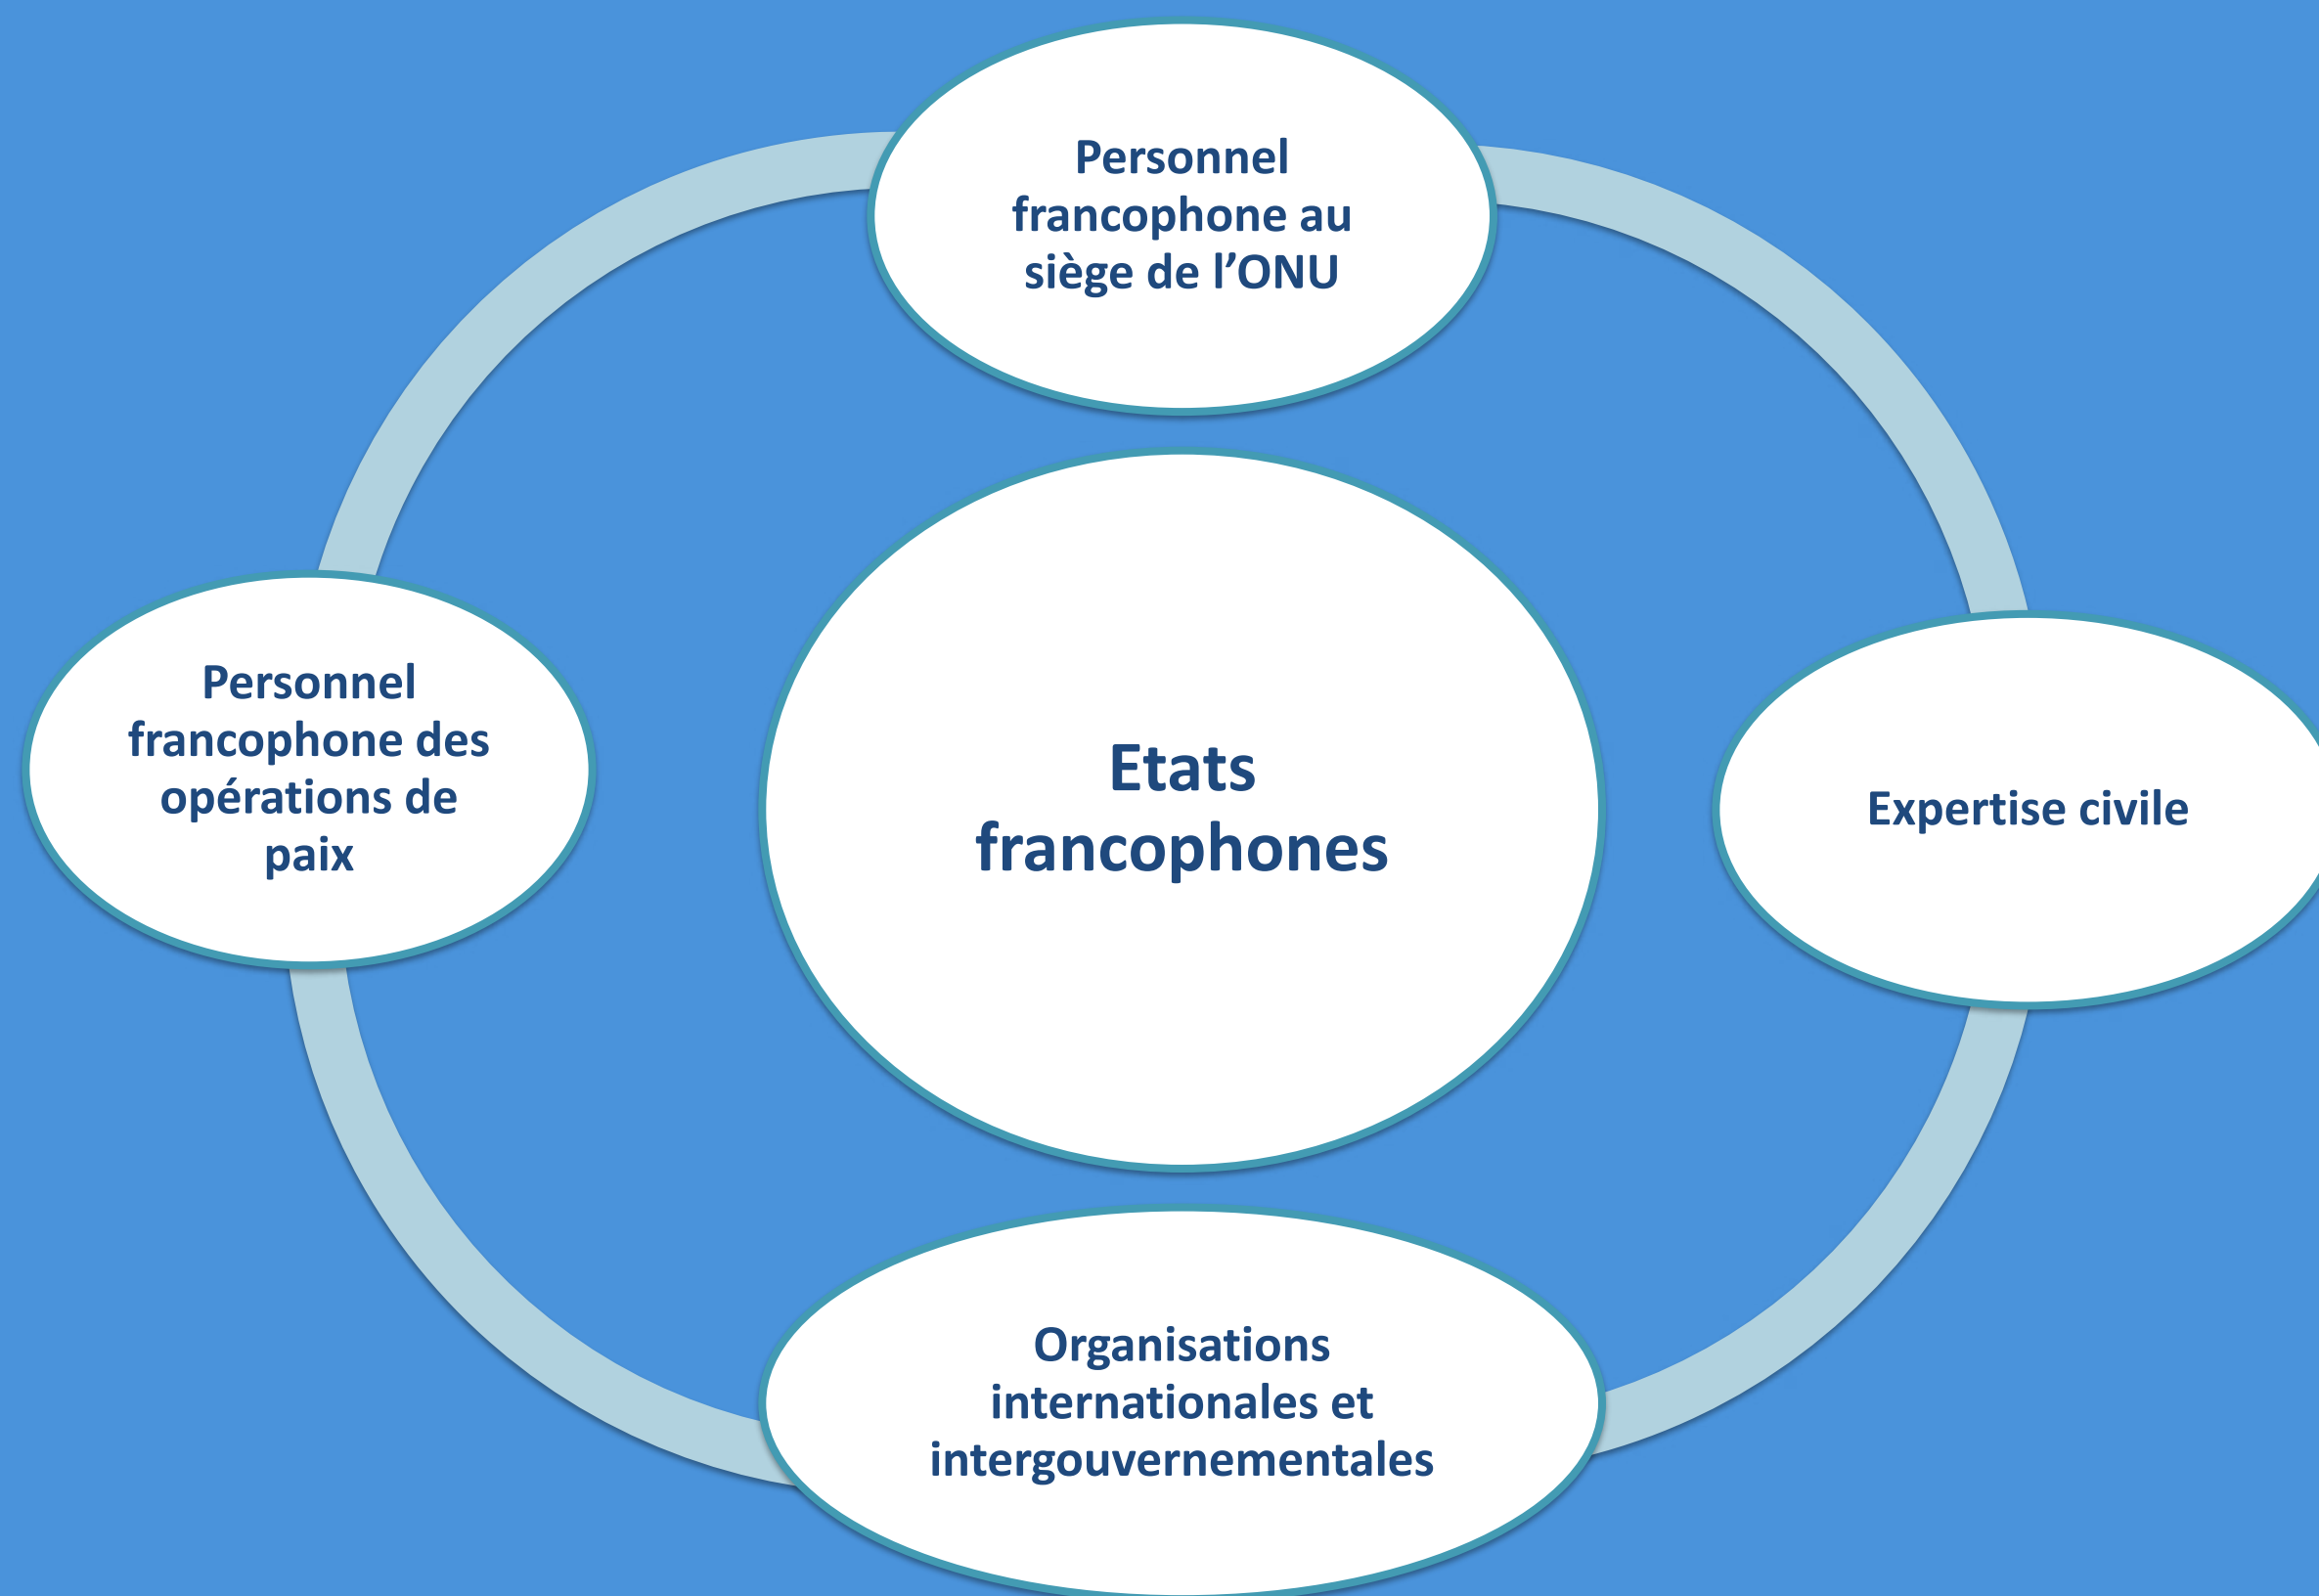 Personnel
francophone au
siège de l’ONU
Personnel
francophone des
opérations de
paix
Etats
francophones
Expertise civile
Organisations
internationales et
intergouvernementales